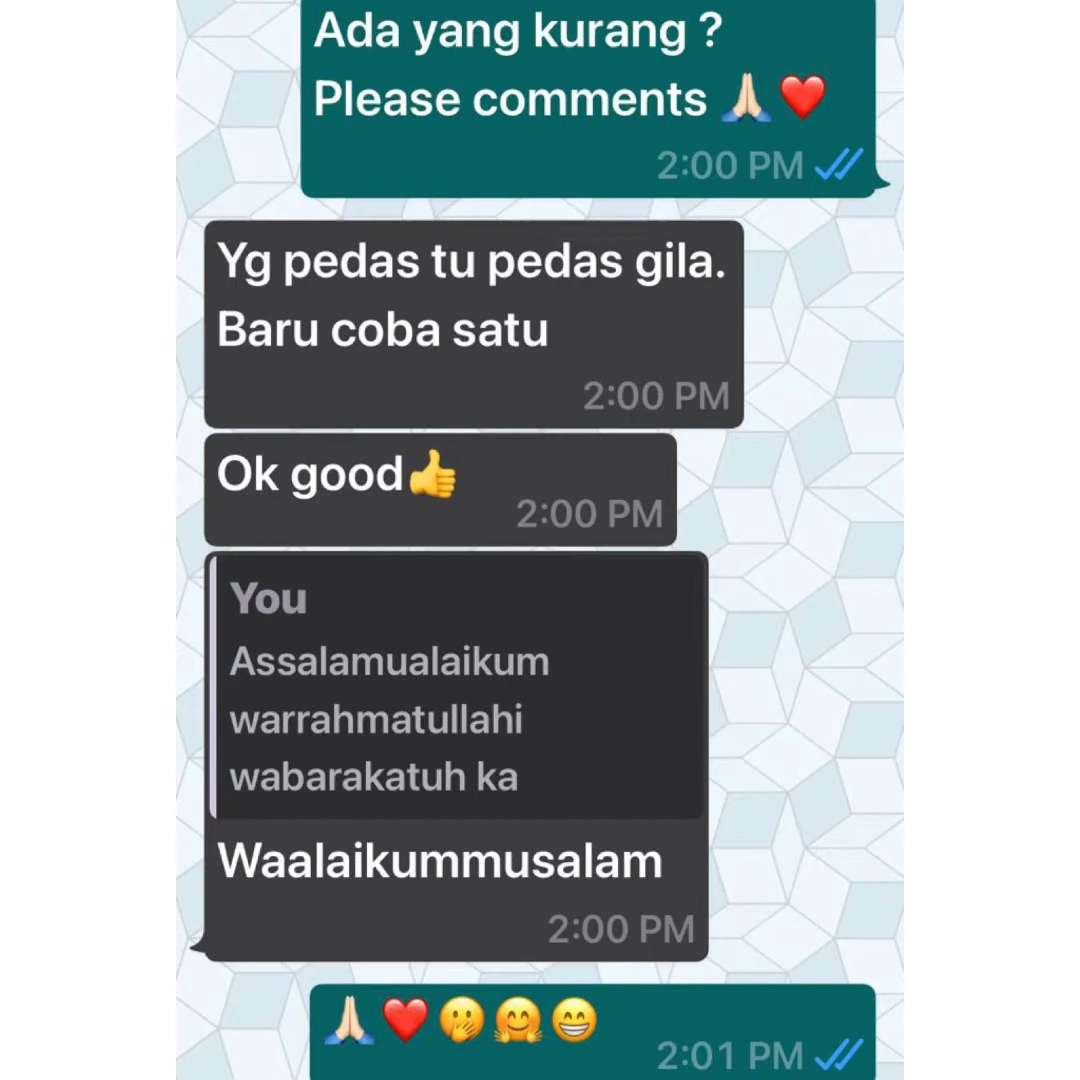 Ada yang kurang ?
Please comments 🙏🏻❤️
2:00 PM
Yg pedas tu pedas gila.
Baru coba satu
2:00 PM
Ok good👍
2:00 PM
You
Assalamualaikum
warrahmatullahi
wabarakatuh ka
Waalaikummusalam
2:00 PM
🙏🏻❤️🤭🤗😁
2:01 PM